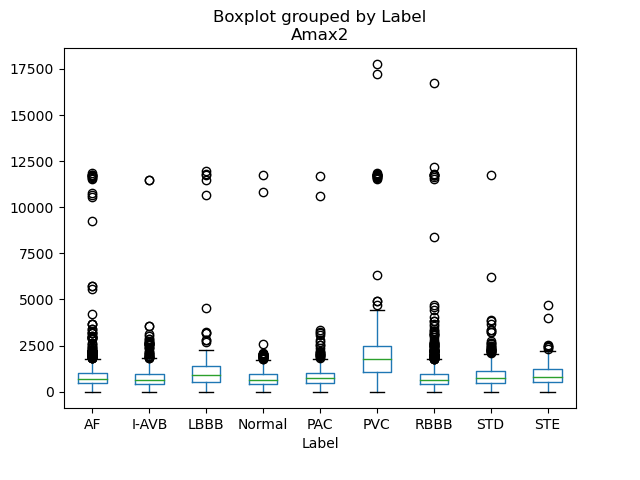 Boxplot grouped by Label
Amax2
17500
15000
12500
10000
7500
5000
2500
0
AF I-AVB LBBB Normal PAC PVC RBBB STD STE
Label